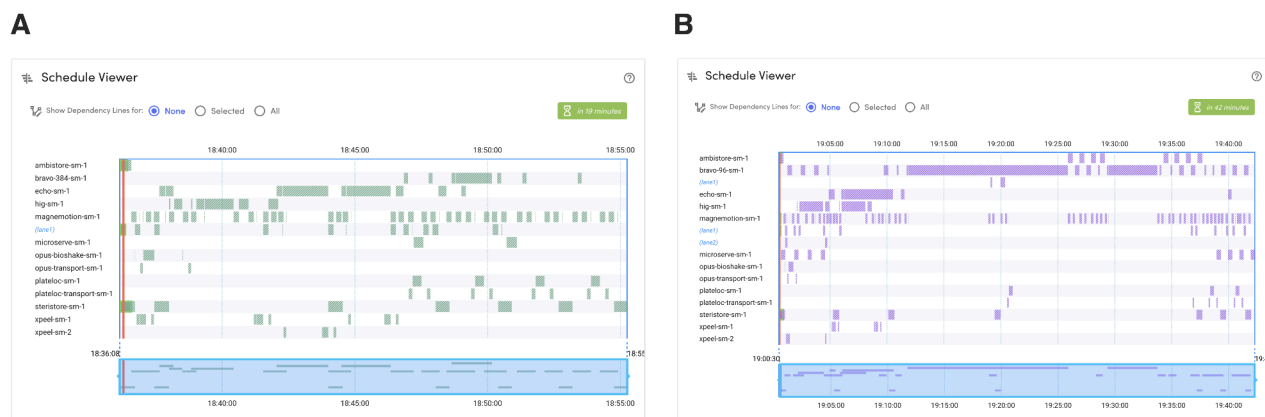 A
Schedule Viewer
Show Dependency Lines for: None Selected All
in 19 minutes
18:40:00 18:45:00 18:50:00 18:55:00
ambistore-sm-1
bravo-384-sm-1
echo-sm-1
hig-sm-1
magnemotion-sm-1
(lane1)
microserve-sm-1
opus-bioshake-sm-1
opus-transport-sm-1
plateloc-sm-1
plateloc-transport-sm-1
steristore-sm-1
xpeel-sm-1
xpeel-sm-2
18:36:08 18:55
18:40:00 18:45:00 18:50:00 18:55:00
B
Schedule Viewer
Show Dependency Lines for: None Selected All
in 42 minutes
19:05:00 19:10:00 19:15:00 19:20:00 19:25:00 19:30:00 19:35:00 19:40:00
ambistore-sm-1
bravo-96-sm-1
(lane1)
echo-sm-1
hig-sm-1
magnemotion-sm-1
(lane1)
(lane2)
microserve-sm-1
opus-bioshake-sm-1
opus-transport-sm-1
plateloc-sm-1
plateloc-transport-sm-1
steristore-sm-1
xpeel-sm-1
xpeel-sm-2
19:00:30 19:
19:05:00 19:10:00 19:15:00 19:20:00 19:25:00 19:30:00 19:35:00 19:40:00